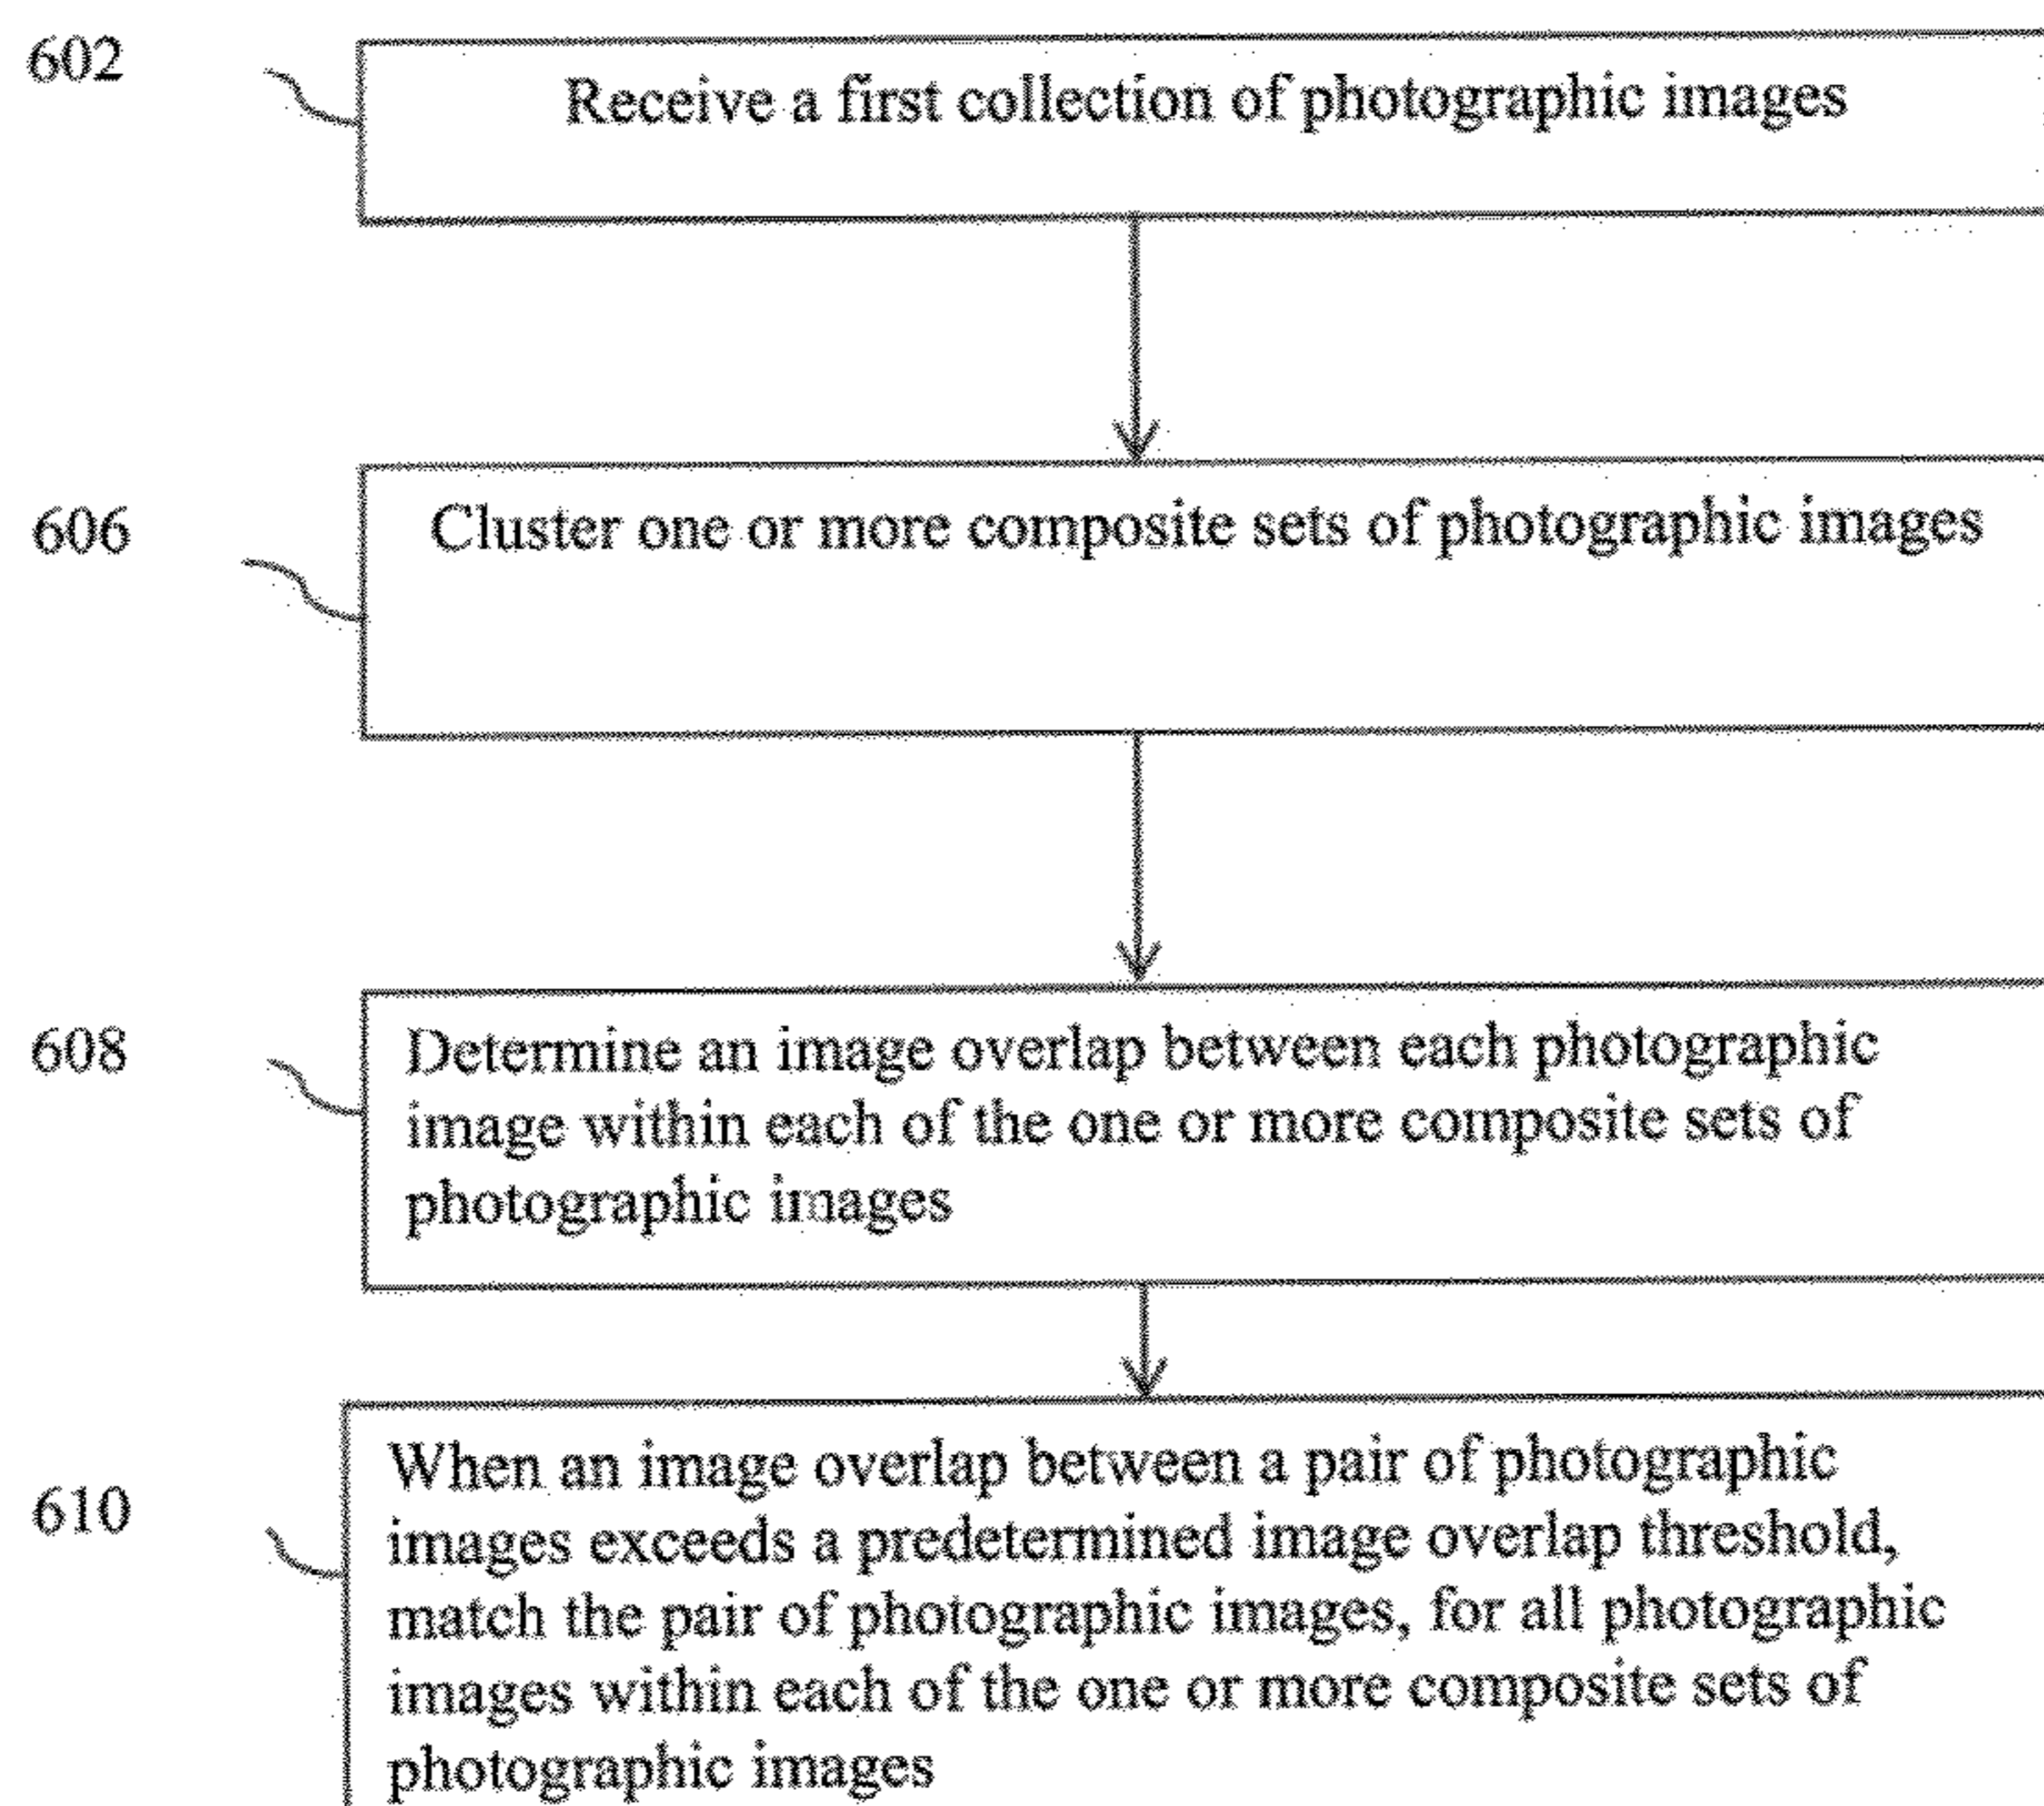 602
Receive a first collection of photographic images
606
Cluster one or more composite sets of photographic images
608
Determine an image overlap between each photographic
image within each of the one or more composite sets of
photographic images
610
When an image overlap between a pair of photographic
images exceeds a predetermined image overlap threshold,
match the pair of photographic images, for all photographic
images within each of the one or more composite sets of
photographic images